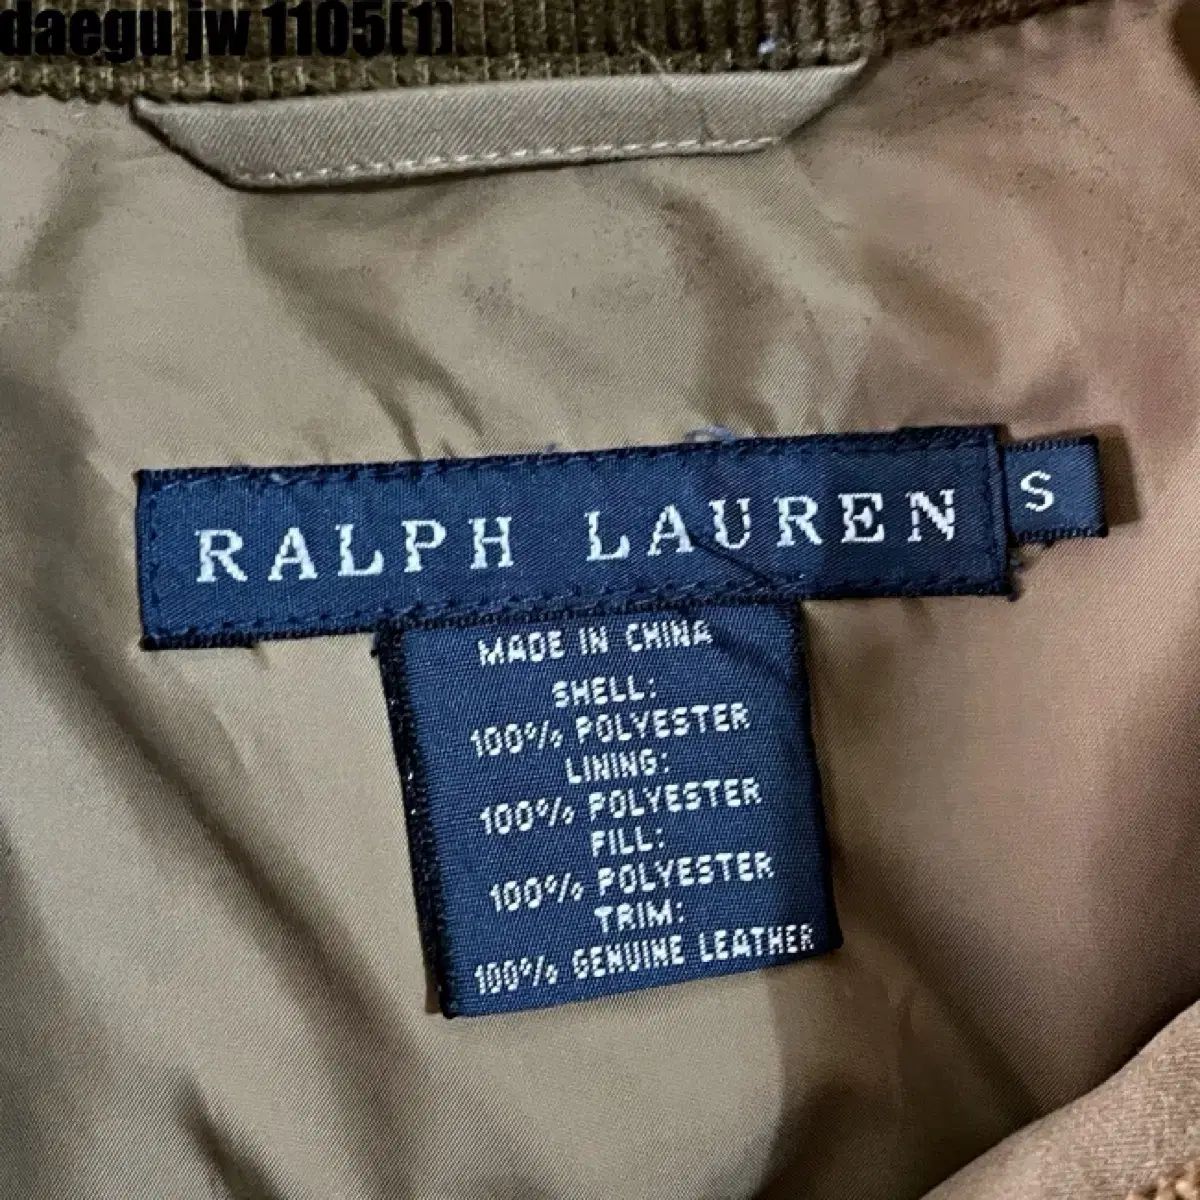 daegu jw 1105(1)
RALPH LAUREN S
MADE IN CHINA
SHELL:
100% POLYESTER
LINING:
100% POLYESTER
FILL:
100% POLYESTER
TRIM:
100% GENUINE LEATHER